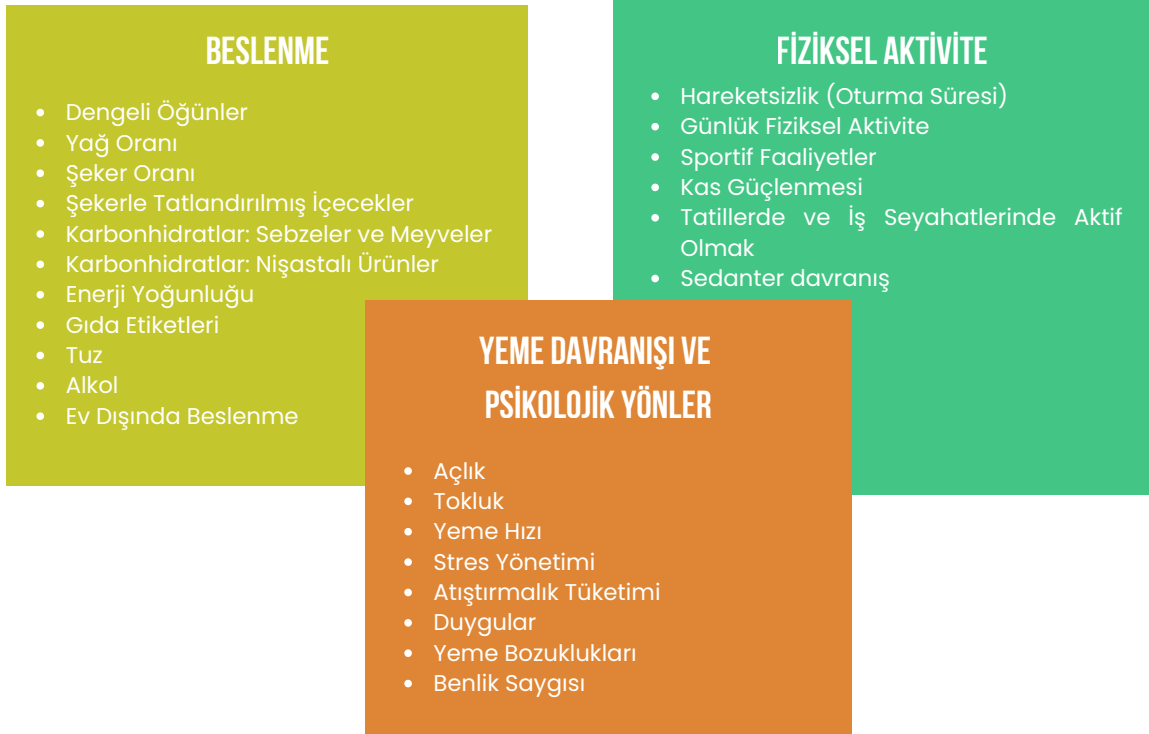 BESLENME
• Dengeli Öğünler
• Yağ Oranı
• Şeker Oranı
• Şekerle Tatlandırılmış İçecekler
• Karbonhidratlar: Sebzeler ve Meyveler
• Karbonhidratlar: Nişastalı Ürünler
• Enerji Yoğunluğu
• Gıda Etiketleri
• Tuz
• Alkol
• Ev Dışında Beslenme
FİZİKSEL AKTİVİTE
• Hareketsizlik (Oturma Süresi)
• Günlük Fiziksel Aktivite
• Sportif Faaliyetler
• Kas Güçlenmesi
• Tatillerde ve İş Seyahatlerinde Aktif
Olmak
• Sedanter davranış
YEME DAVRANIŞI VE
PSİKOLOJİK YÖNLER
• Açlık
• Tokluk
• Yeme Hızı
• Stres Yönetimi
• Atıştırmalık Tüketimi
• Duygular
• Yeme Bozuklukları
• Benlik Saygısı